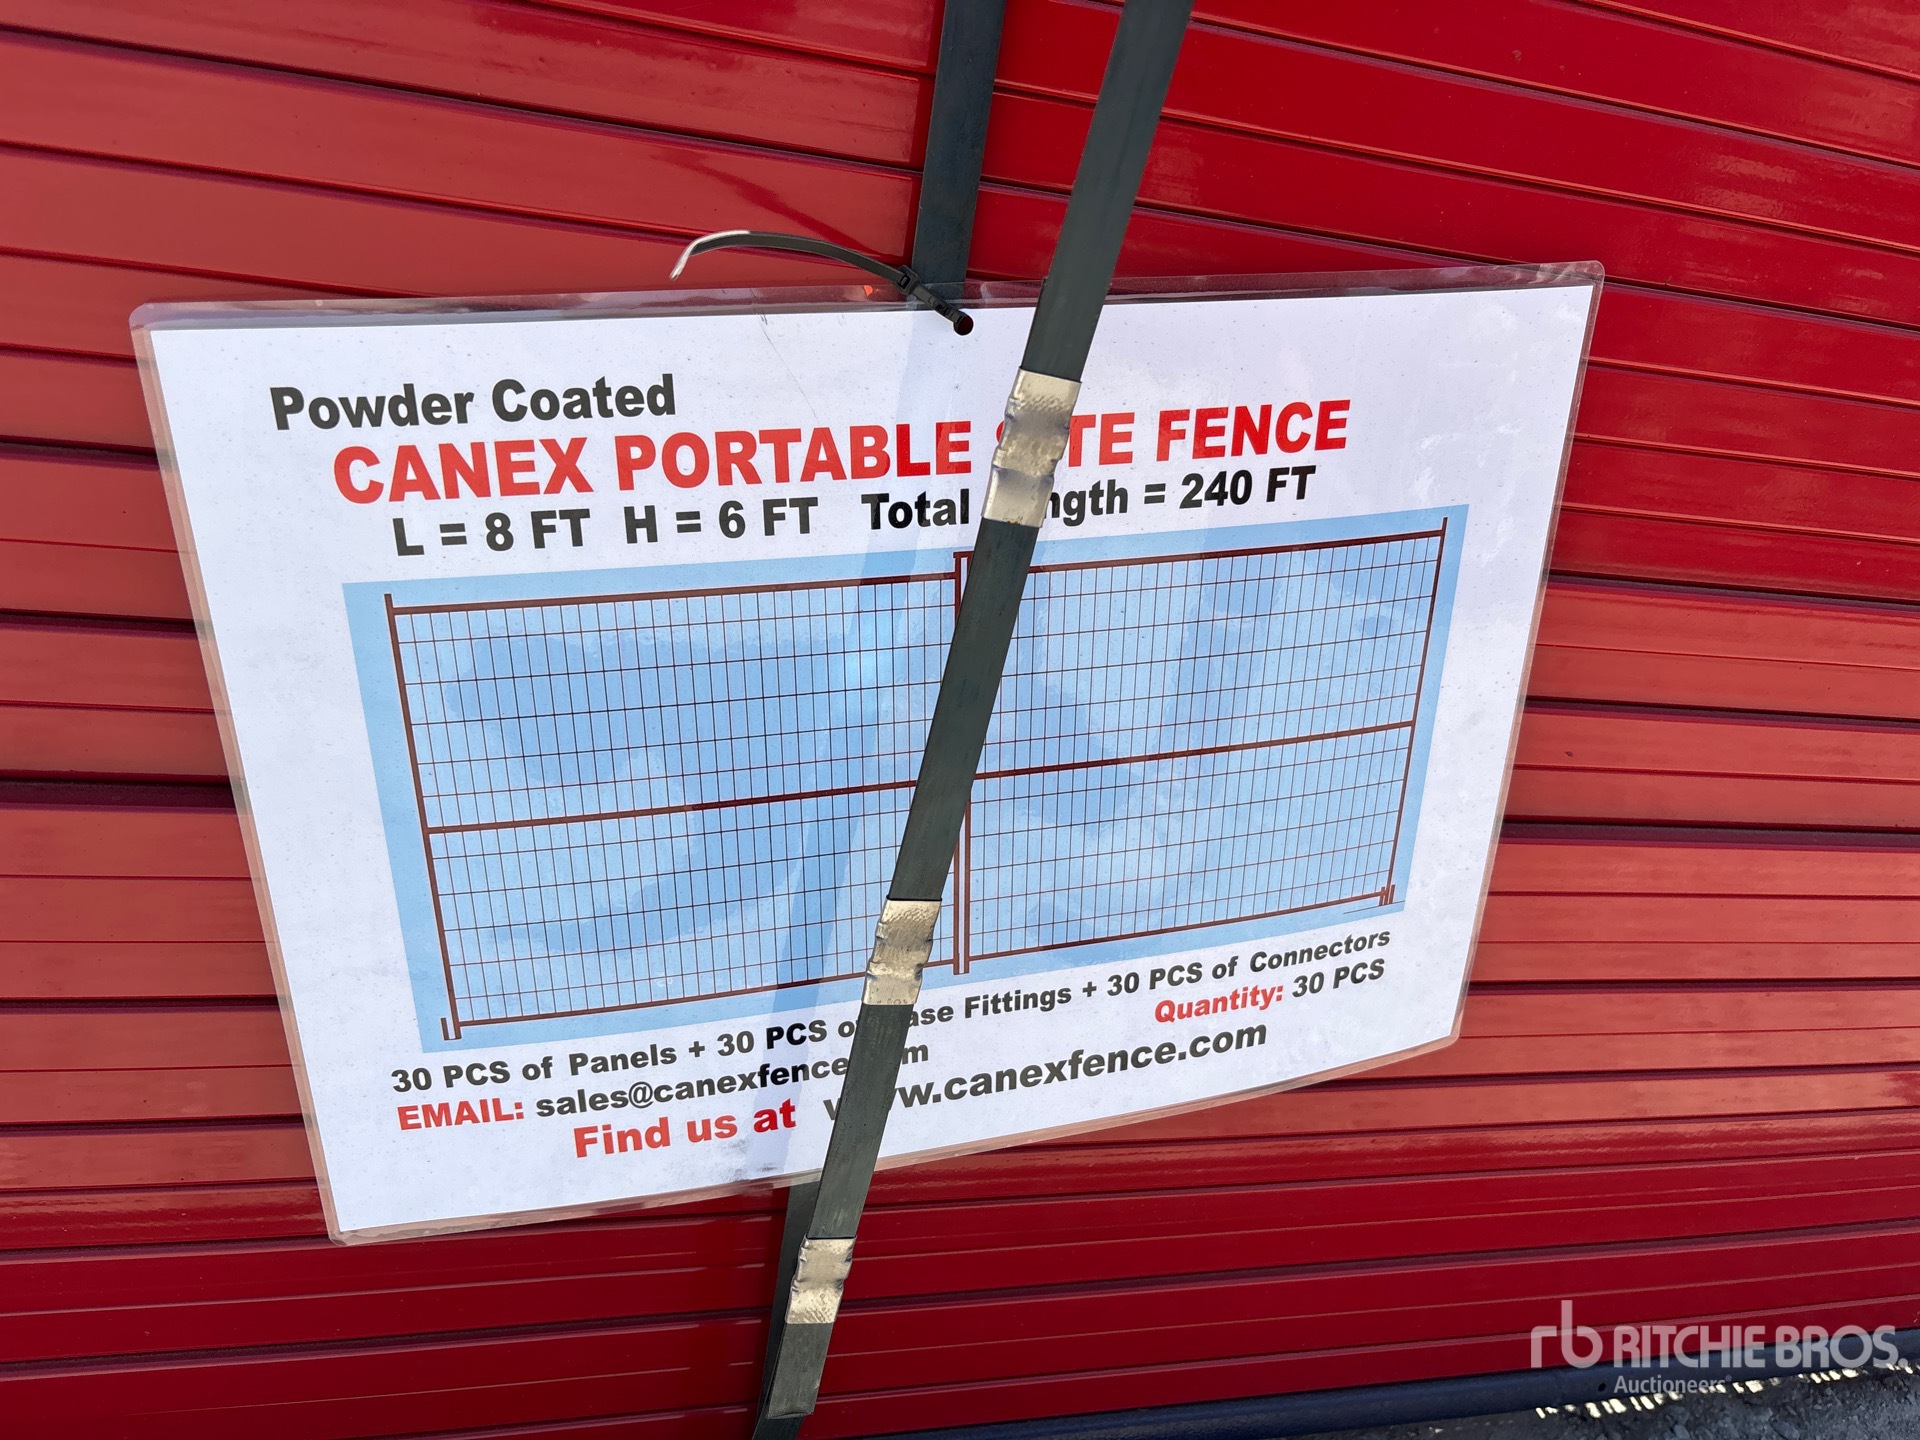 Powder Coated
CANEX PORTABLE TE FENCE
L = 8 FT H = 6 FT Total ngth = 240 FT
30 PCS of Panels + 30 PCS o ase Fittings + 30 PCS of Connectors
Quantity: 30 PCS
EMAIL: sales@canexfence m
Find us at www.canexfence.com
rb RITCHIE BROS.
Auctioneers